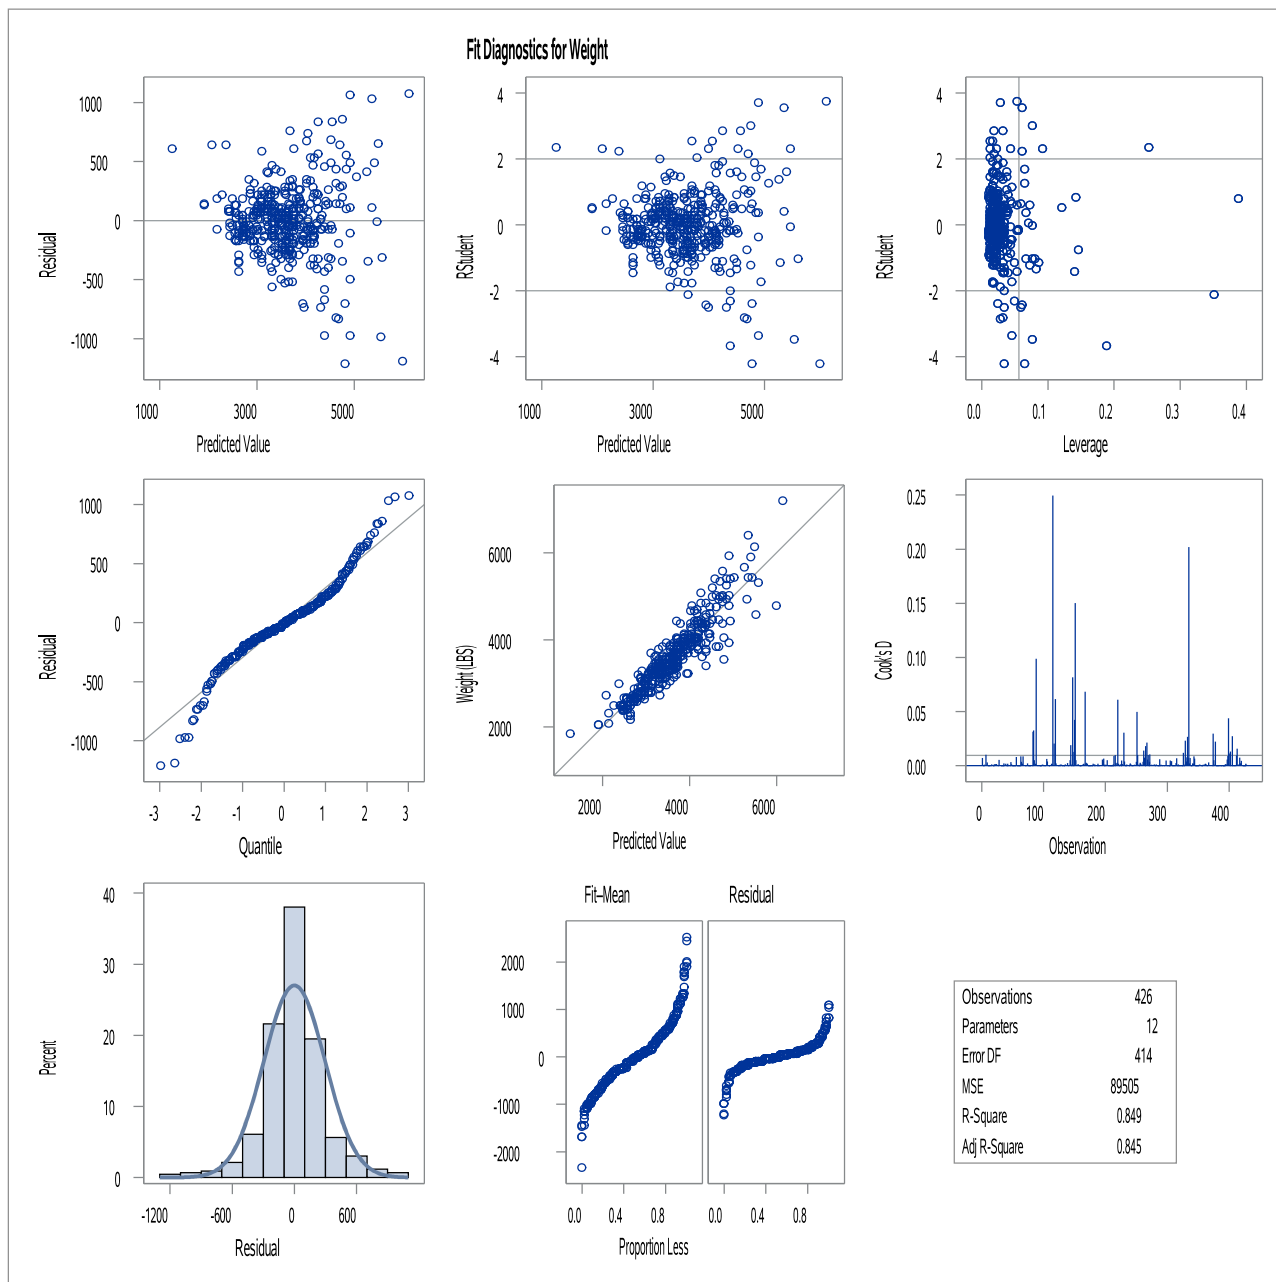 Fit Diagnostics for Weight
1000
500
0
-500
-1000
Residual
1000 3000 5000
Predicted Value
4
2
0
-2
-4
RStudent
1000 3000 5000
Predicted Value
4
2
0
-2
-4
RStudent
0.0 0.1 0.2 0.3 0.4
Leverage
1000
500
0
-500
-1000
Residual
-3 -2 -1 0 1 2 3
Quantile
6000
4000
2000
Weight (LBS)
2000 4000 6000
Predicted Value
0.25
0.20
0.15
0.10
0.05
0.00
Cook's D
0 100 200 300 400
Observation
40
30
20
10
0
Percent
-1200 -600 0 600
Residual
Fit–Mean Residual
2000
1000
0
-1000
-2000
0.0 0.4 0.8 0.0 0.4 0.8
Proportion Less
Observations 426
Parameters 12
Error DF 414
MSE 89505
R-Square 0.849
Adj R-Square 0.845